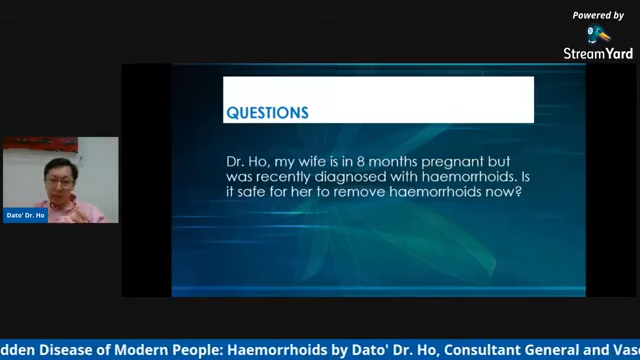 Powered by
StreamYard
QUESTIONS
Dr. Ho, my wife is in 8 months pregnant but
was recently diagnosed with haemorrhoids. Is
it safe for her to remove haemorrhoids now?
Dato' Dr. Ho
dden Disease of Modern People: Haemorrhoids by Dato' Dr. Ho, Consultant General and Vas